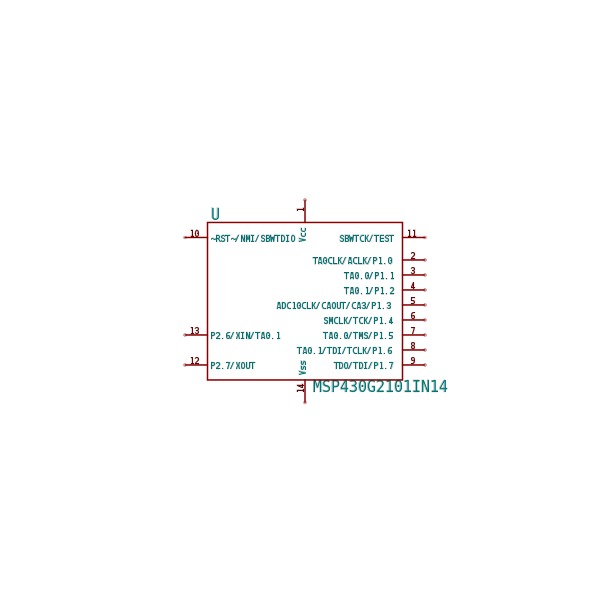 U
1
10 ~RST~/NMI/SBWTDIO Vcc SBWTCK/TEST 11
TA0CLK/ACLK/P1.0 2
TA0.0/P1.1 3
TA0.1/P1.2 4
ADC10CLK/CAOUT/CA3/P1.3 5
SMCLK/TCK/P1.4 6
13 P2.6/XIN/TA0.1 TA0.0/TMS/P1.5 7
TA0.1/TDI/TCLK/P1.6 8
12 P2.7/XOUT Vss TDO/TDI/P1.7 9
14 MSP430G2101IN14